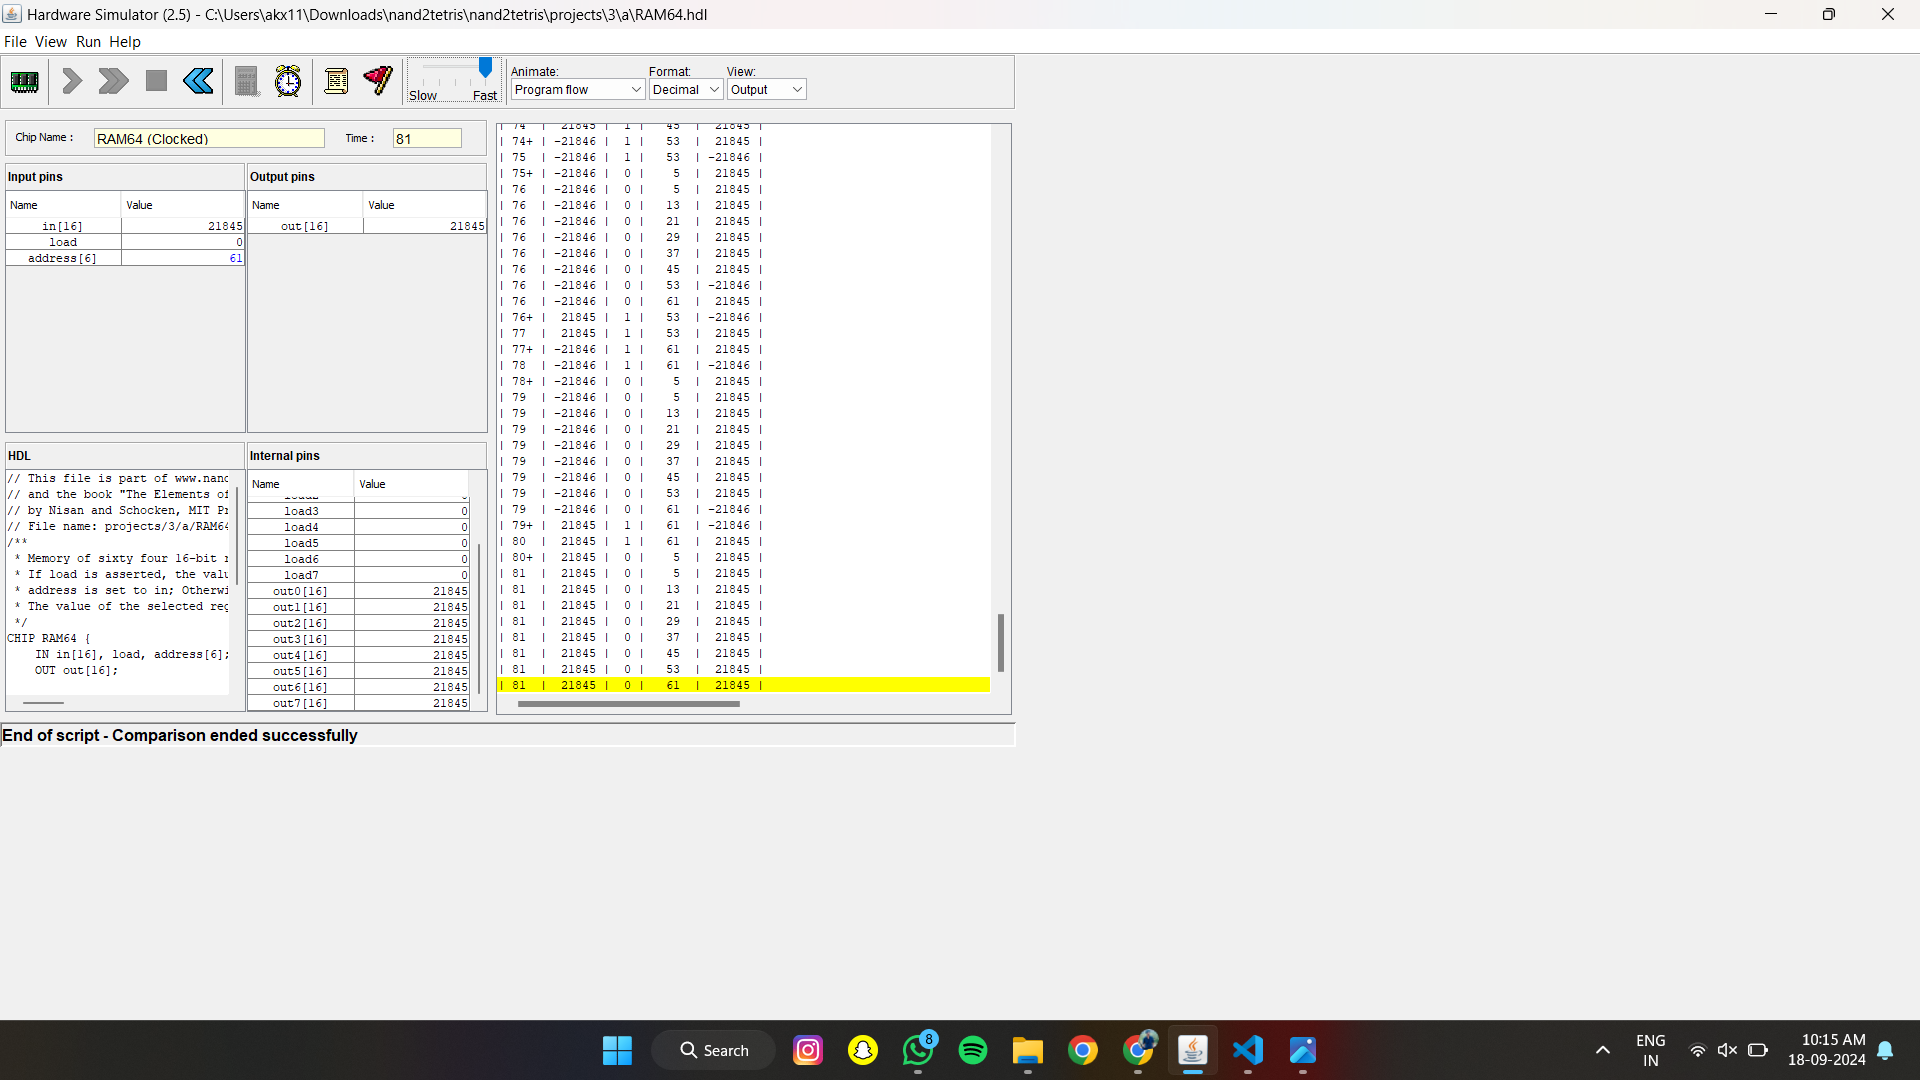 Hardware Simulator (2.5) - C:\Users\akx11\Downloads\nand2tetris\nand2tetris\projects\3\a\RAM64.hdl
File View Run Help
Slow Fast
Animate: Format: View:
Program flow Decimal Output
Chip Name : RAM64 (Clocked) Time : 81
Input pins
Name Value
in[16] 21845
load 0
address[6] 61
Output pins
Name Value
out[16] 21845
HDL
// This file is part of www.nand
// and the book "The Elements of
// by Nisan and Schocken, MIT Pr
// File name: projects/3/a/RAM64
/**
* Memory of sixty four 16-bit r
* If load is asserted, the valu
* address is set to in; Otherwi
* The value of the selected reg
*/
CHIP RAM64 {
IN in[16], load, address[6];
OUT out[16];
Internal pins
Name Value
load2 0
load3 0
load4 0
load5 0
load6 0
load7 0
out0[16] 21845
out1[16] 21845
out2[16] 21845
out3[16] 21845
out4[16] 21845
out5[16] 21845
out6[16] 21845
out7[16] 21845
| 74 | 21845 | 1 | 45 | 21845 |
| 74+ | -21846 | 1 | 53 | 21845 |
| 75 | -21846 | 1 | 53 | -21846 |
| 75+ | -21846 | 0 | 5 | 21845 |
| 76 | -21846 | 0 | 5 | 21845 |
| 76 | -21846 | 0 | 13 | 21845 |
| 76 | -21846 | 0 | 21 | 21845 |
| 76 | -21846 | 0 | 29 | 21845 |
| 76 | -21846 | 0 | 37 | 21845 |
| 76 | -21846 | 0 | 45 | 21845 |
| 76 | -21846 | 0 | 53 | -21846 |
| 76 | -21846 | 0 | 61 | 21845 |
| 76+ | 21845 | 1 | 53 | -21846 |
| 77 | 21845 | 1 | 53 | 21845 |
| 77+ | -21846 | 1 | 61 | 21845 |
| 78 | -21846 | 1 | 61 | -21846 |
| 78+ | -21846 | 0 | 5 | 21845 |
| 79 | -21846 | 0 | 5 | 21845 |
| 79 | -21846 | 0 | 13 | 21845 |
| 79 | -21846 | 0 | 21 | 21845 |
| 79 | -21846 | 0 | 29 | 21845 |
| 79 | -21846 | 0 | 37 | 21845 |
| 79 | -21846 | 0 | 45 | 21845 |
| 79 | -21846 | 0 | 53 | 21845 |
| 79 | -21846 | 0 | 61 | -21846 |
| 79+ | 21845 | 1 | 61 | -21846 |
| 80 | 21845 | 1 | 61 | 21845 |
| 80+ | 21845 | 0 | 5 | 21845 |
| 81 | 21845 | 0 | 5 | 21845 |
| 81 | 21845 | 0 | 13 | 21845 |
| 81 | 21845 | 0 | 21 | 21845 |
| 81 | 21845 | 0 | 29 | 21845 |
| 81 | 21845 | 0 | 37 | 21845 |
| 81 | 21845 | 0 | 45 | 21845 |
| 81 | 21845 | 0 | 53 | 21845 |
| 81 | 21845 | 0 | 61 | 21845 |
End of script - Comparison ended successfully
Search
8
ENG
IN
10:15 AM
18-09-2024